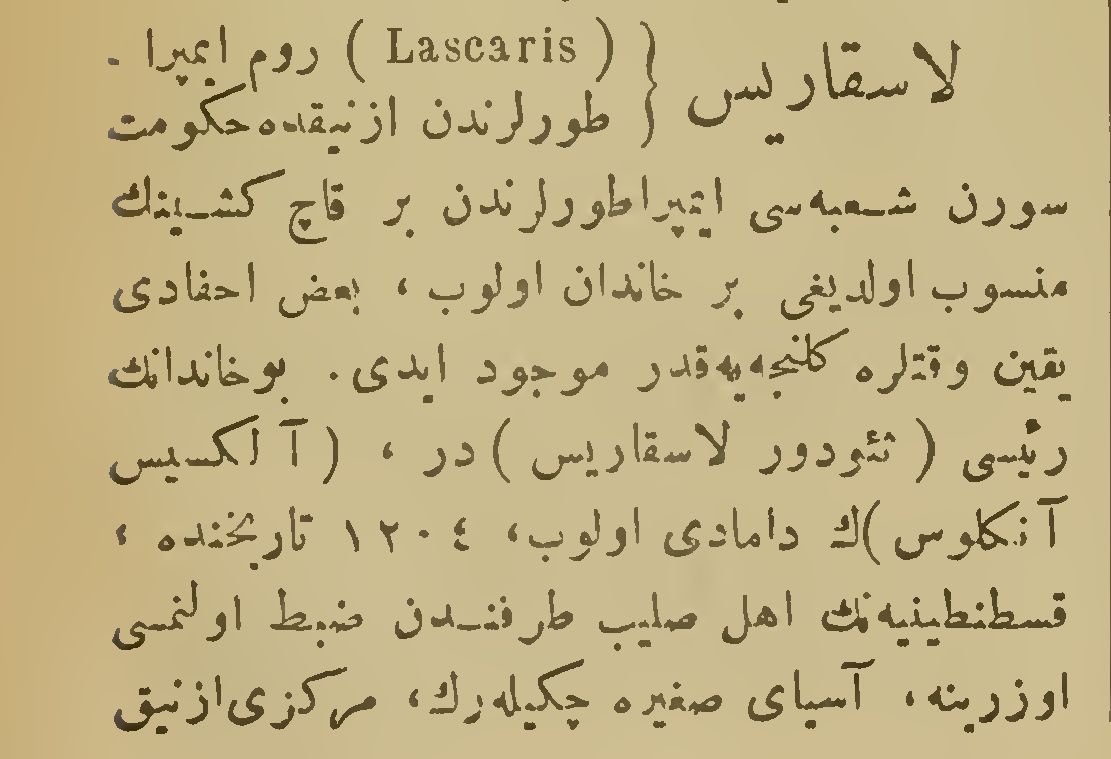 لاسقاریس { ( Lascaris ) روم ایمپرا -
طورلرندن ازنیقده حکومت
سورن شعبه‌سی ایمپراطورلرندن بر قاچ کشینك
منسوب اولدیغی بر خاندان اولوب ، بعض احفادی
یقین وقتلره کلنجه‌یه‌قدر موجود ایدی. بوخاندانك
رئیسی ( تئودور لاسقاریس ) در ، ( آ لکسیس
آنکلوس )ك دامادی اولوب، ١٢٠٤ تاریخنده ،
قسطنطینیه‌نك اهل صلیب طرفندن ضبط اولنمسی
اوزرینه، آسیای صغیره چکیله‌رك، مرکزی ازنیق